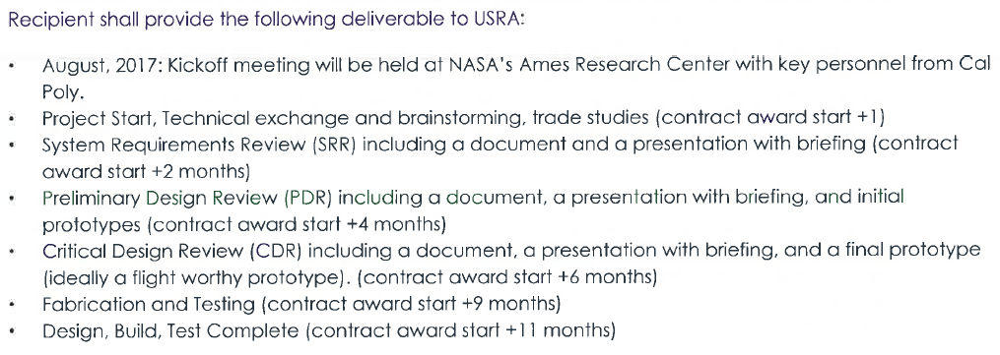 Recipient shall provide the following deliverable to USRA:
• August, 2017: Kickoff meeting will be held at NASA's Ames Research Center with key personnel from Cal
Poly.
• Project Start, Technical exchange and brainstorming, trade studies (contract award start +1)
• System Requirements Review (SRR) including a document and a presentation with briefing (contract
award start +2 months)
• Preliminary Design Review (PDR) including a document, a presentation with briefing, and initial
prototypes (contract award start +4 months)
• Critical Design Review (CDR) including a document, a presentation with briefing, and a final prototype
(ideally a flight worthy prototype). (contract award start +6 months)
• Fabrication and Testing (contract award start +9 months)
• Design, Build, Test Complete (contract award start +11 months)